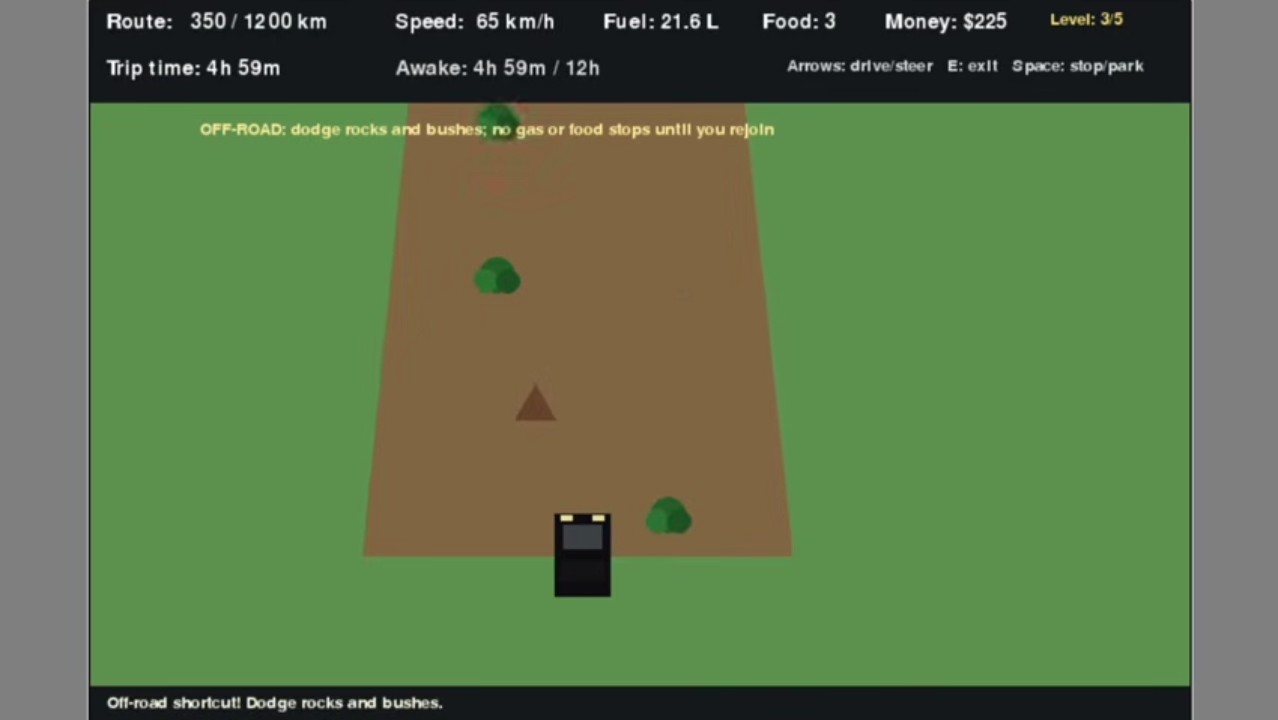 Route: 350 / 1200 km Speed: 65 km/h Fuel: 21.6 L Food: 3 Money: $225 Level: 3/5
Trip time: 4h 59m Awake: 4h 59m / 12h Arrows: drive/steer E: exit Space: stop/park
OFF-ROAD: dodge rocks and bushes; no gas or food stops until you rejoin
Off-road shortcut! Dodge rocks and bushes.